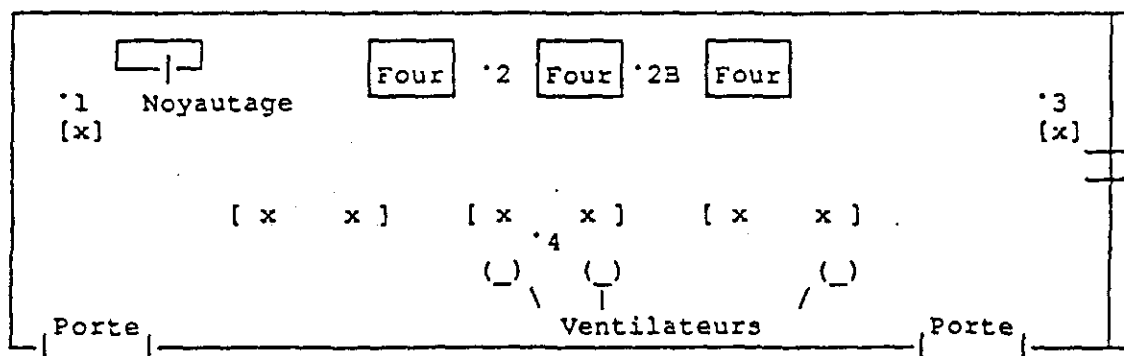 Four ·2 Four ·2B Four
·1 Noyautage ·3
[x] [x]
[ x x ] [ x x ] [ x x ]
·4
(_) (_) (_)
Ventilateurs
Porte Porte